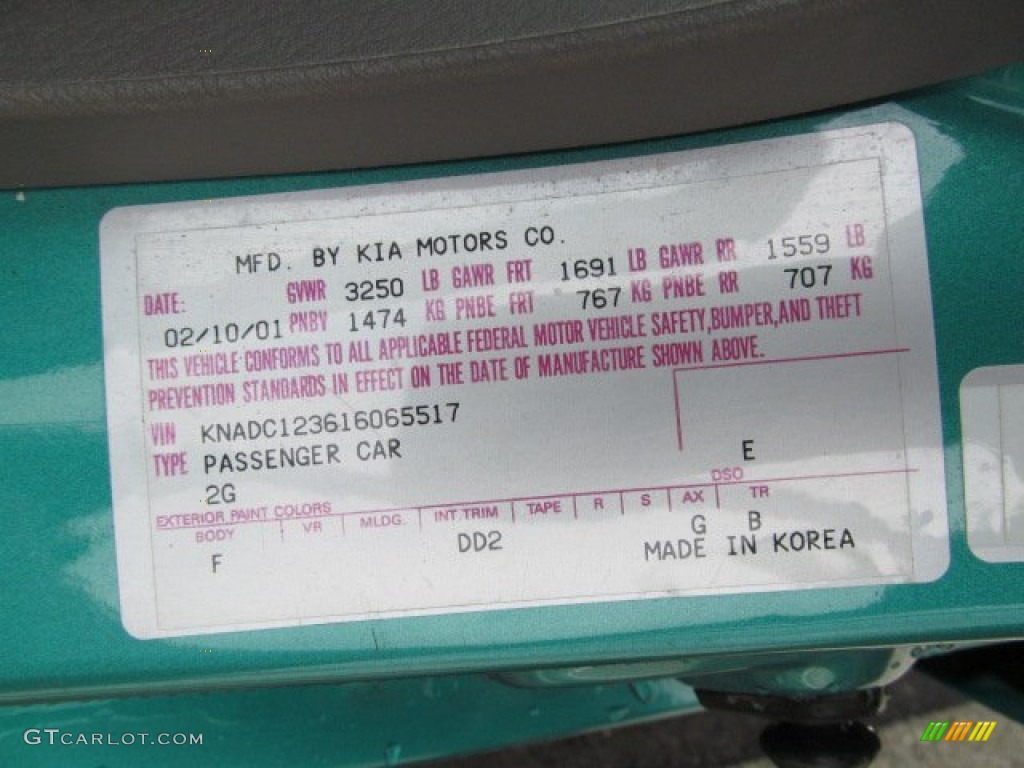 MFD. BY KIA MOTORS CO.
DATE: GVWR 3250 LB GAWR FRT 1691 LB GAWR RR 1559 LB
02/10/01 PNBV 1474 KG PNBE FRT 767 KG PNBE RR 707 KG
THIS VEHICLE CONFORMS TO ALL APPLICABLE FEDERAL MOTOR VEHICLE SAFETY,BUMPER,AND THEFT
PREVENTION STANDARDS IN EFFECT ON THE DATE OF MANUFACTURE SHOWN ABOVE.
VIN KNADC123616065517
TYPE PASSENGER CAR
E
2G
DSO
EXTERIOR PAINT COLORS
BODY VR MLDG. INT TRIM TAPE R S AX TR
F DD2 G B
MADE IN KOREA
GTCARLOT.COM